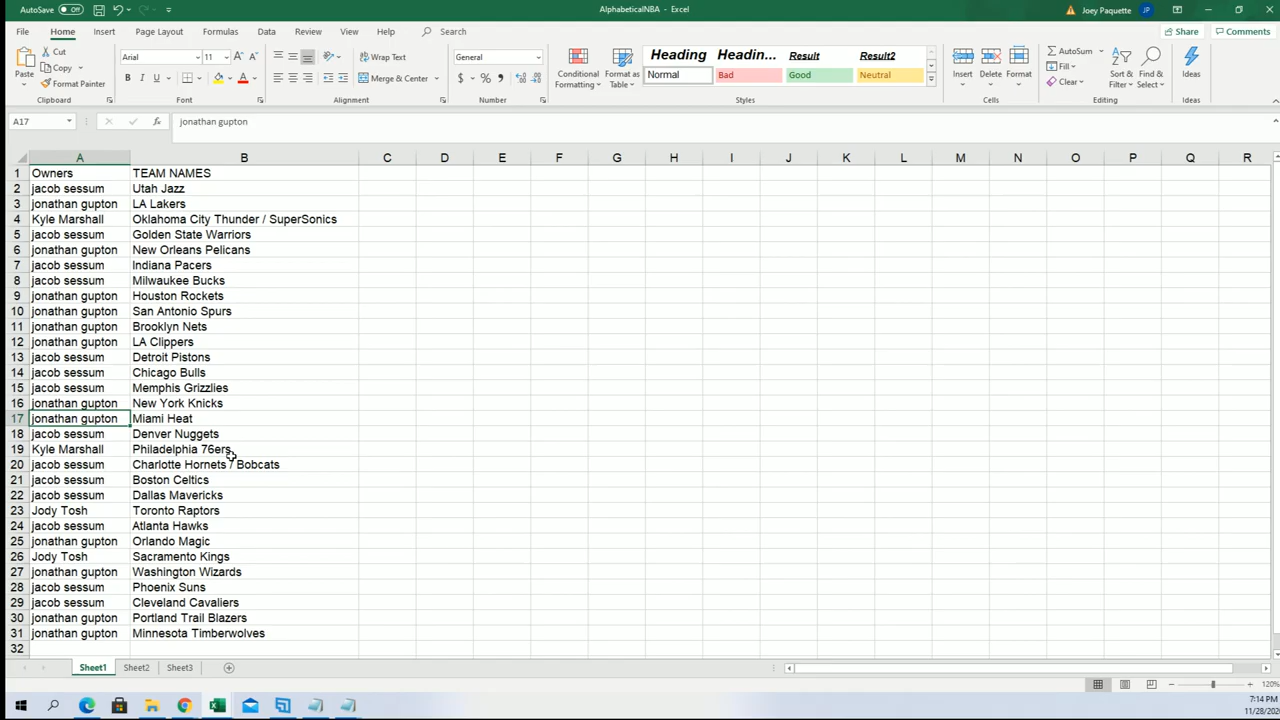 AutoSave Off AlphabeticalNBA - Excel Joey Paquette JP
File Home Insert Page Layout Formulas Data Review View Help Search Share Comments
Paste Cut Copy Format Painter Clipboard
Arial 11 A A B I U A Font
Wrap Text Merge & Center Alignment
General $ % Number
Conditional Formatting Format as Table
Heading Headin... Result Result2
Normal Bad Good Neutral
Styles
Insert Delete Format Cells
AutoSum Fill Clear Sort & Filter Find & Select Editing
Ideas Ideas
A17 fx jonathan gupton
A B C D E F G H I J K L M N O P Q R
1 Owners TEAM NAMES
2 jacob sessum Utah Jazz
3 jonathan gupton LA Lakers
4 Kyle Marshall Oklahoma City Thunder / SuperSonics
5 jacob sessum Golden State Warriors
6 jonathan gupton New Orleans Pelicans
7 jacob sessum Indiana Pacers
8 jacob sessum Milwaukee Bucks
9 jonathan gupton Houston Rockets
10 jonathan gupton San Antonio Spurs
11 jonathan gupton Brooklyn Nets
12 jonathan gupton LA Clippers
13 jacob sessum Detroit Pistons
14 jacob sessum Chicago Bulls
15 jacob sessum Memphis Grizzlies
16 jonathan gupton New York Knicks
17 jonathan gupton Miami Heat
18 jacob sessum Denver Nuggets
19 Kyle Marshall Philadelphia 76ers
20 jacob sessum Charlotte Hornets / Bobcats
21 jacob sessum Boston Celtics
22 jacob sessum Dallas Mavericks
23 Jody Tosh Toronto Raptors
24 jacob sessum Atlanta Hawks
25 jonathan gupton Orlando Magic
26 Jody Tosh Sacramento Kings
27 jonathan gupton Washington Wizards
28 jacob sessum Phoenix Suns
29 jacob sessum Cleveland Cavaliers
30 jonathan gupton Portland Trail Blazers
31 jonathan gupton Minnesota Timberwolves
32
Sheet1 Sheet2 Sheet3
120%
7:14 PM